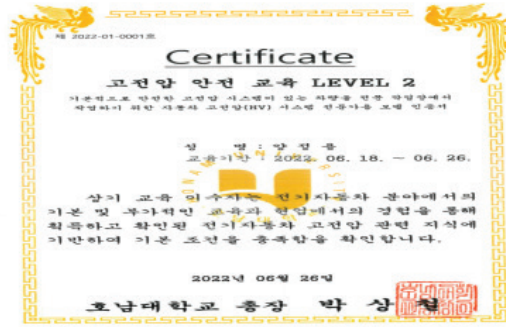 제 2022-01-0001호
Certificate
고전압 안전 교육 LEVEL 2
기본적으로 안전한 고전압 시스템이 있는 차량을 전문 작업장에서
작업하기 위한 자동차 고전압(HV) 시스템 전문가용 모델 인증서
성 명 : 양정용
교육기간 : 2022. 06. 18. ~ 06. 26.
상기 교육 이수자는 전기자동차 분야에서의
기본 및 부가적인 교육과 현업에서의 경험을 통해
획득하고 확인된 전기자동차 고전압 관련 지식에
기반하여 기본 조건을 충족함을 확인합니다.
2022년 06월 26일
호남대학교 총장 박 상 철